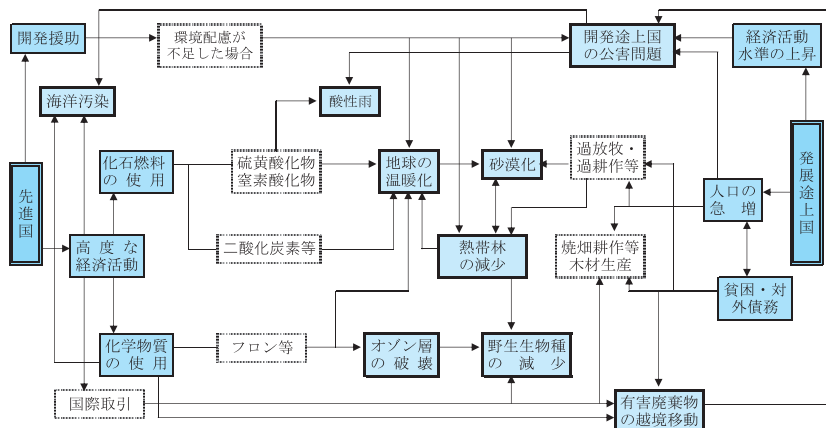 開発援助
環境配慮が
不足した場合
開発途上国
の公害問題
経済活動
水準の上昇
海洋汚染
酸性雨
化石燃料
の使用
硫黄酸化物
窒素酸化物
地球の
温暖化
砂漠化
過放牧・
過耕作等
人口の
急増
先進国
発展途上国
高度な
経済活動
二酸化炭素等
熱帯林
の減少
焼畑耕作等
木材生産
貧困・対
外債務
化学物質
の使用
フロン等
オゾン層
の破壊
野生生物種
の減少
国際取引
有害廃棄物
の越境移動